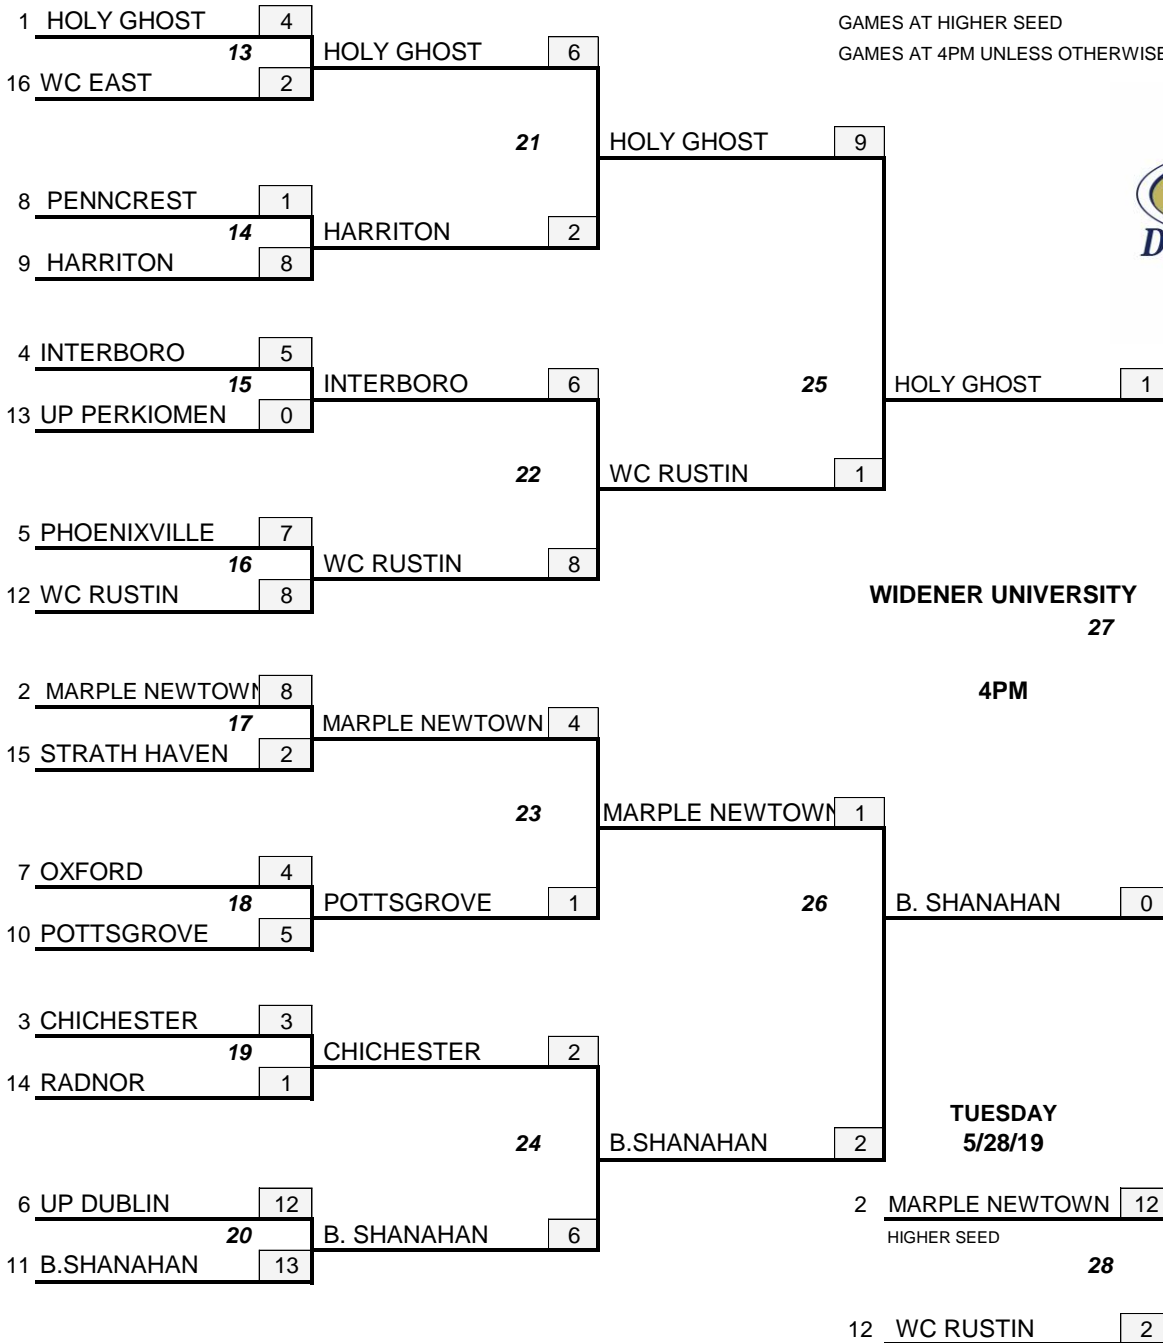 1 HOLY GHOST 4
GAMES AT HIGHER SEED
13 HOLY GHOST 6
GAMES AT 4PM UNLESS OTHERWISE
16 WC EAST 2
21 HOLY GHOST 9
8 PENNCREST 1
14 HARRITON 2
9 HARRITON 8
4 INTERBORO 5
15 INTERBORO 6
25 HOLY GHOST 1
13 UP PERKIOMEN 0
22 WC RUSTIN 1
5 PHOENIXVILLE 7
16 WC RUSTIN 8
12 WC RUSTIN 8
WIDENER UNIVERSITY
27
2 MARPLE NEWTOWN 8
4PM
17 MARPLE NEWTOWN 4
15 STRATH HAVEN 2
23 MARPLE NEWTOWN 1
7 OXFORD 4
18 POTTSGROVE 1
26 B. SHANAHAN 0
10 POTTSGROVE 5
3 CHICHESTER 3
19 CHICHESTER 2
14 RADNOR 1
TUESDAY
24 B.SHANAHAN 2
5/28/19
6 UP DUBLIN 12
2 MARPLE NEWTOWN 12
20 B. SHANAHAN 6
HIGHER SEED
11 B.SHANAHAN 13
28
12 WC RUSTIN 2